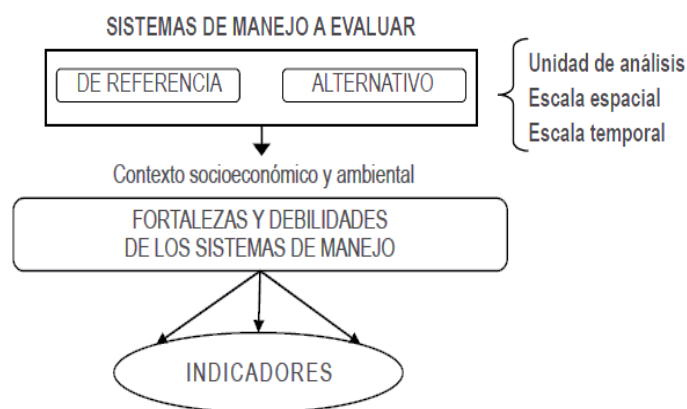 SISTEMAS DE MANEJO A EVALUAR
DE REFERENCIA
ALTERNATIVO
Unidad de análisis
Escala espacial
Escala temporal
Contexto socioeconómico y ambiental
FORTALEZAS Y DEBILIDADES
DE LOS SISTEMAS DE MANEJO
INDICADORES